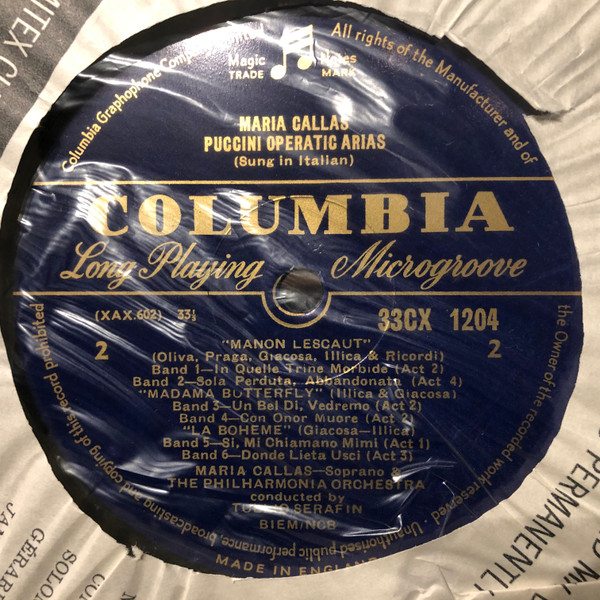 Columbia Graphophone Comp
All rights of the Manufacturer and of
the Owner of the recorded work reserved · Unauthorised public performance, broadcasting and copying of this record prohibited
Magic Notes
TRADE MARK
MARIA CALLAS
PUCCINI OPERATIC ARIAS
(Sung in Italian)
COLUMBIA
Long Playing Microgroove
(XAX.602) 33⅓
33CX 1204
2 2
"MANON LESCAUT"
(Oliva, Praga, Giacosa, Illica & Ricordi)
Band 1—In Quelle Trine Morbide (Act 2)
Band 2—Sola Perduta, Abbandonata (Act 4)
"MADAMA BUTTERFLY" (Illica & Giacosa)
Band 3—Un Bel Di, Vedremo (Act 2)
Band 4—Con Onor Muore (Act 2)
"LA BOHEME" (Giacosa—Illica)
Band 5—Si, Mi Chiamano Mimi (Act 1)
Band 6—Donde Lieta Usci (Act 3)
MARIA CALLAS—Soprano &
THE PHILHARMONIA ORCHESTRA
conducted by
TULLIO SERAFIN
BIEM/NCB
MADE IN ENGLAND
PERMANENTL
SOLO
GERAR